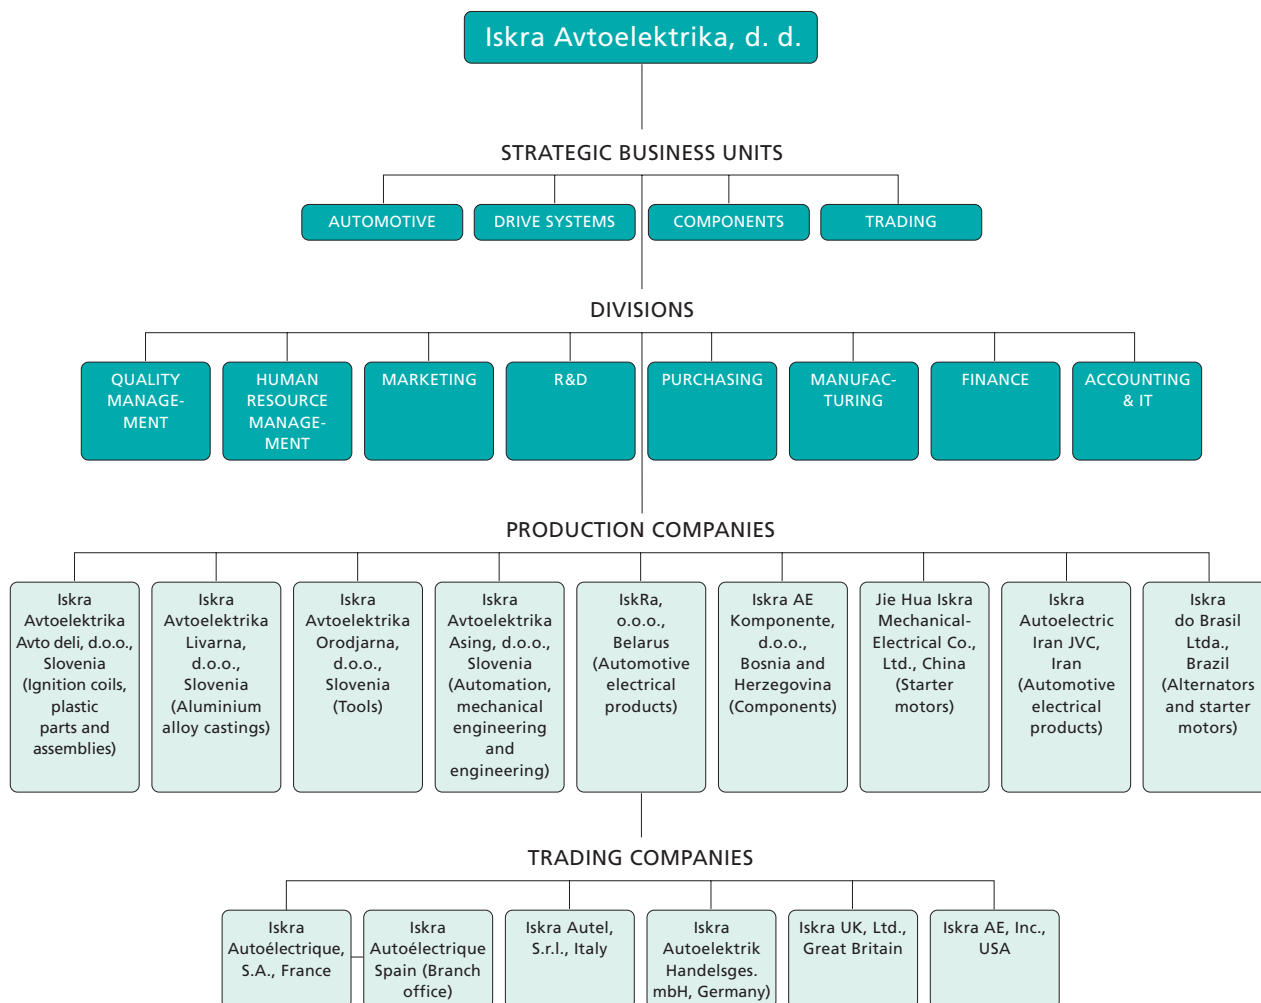 Iskra Avtoelektrika, d. d.
STRATEGIC BUSINESS UNITS
AUTOMOTIVE
DRIVE SYSTEMS
COMPONENTS
TRADING
DIVISIONS
QUALITY
MANAGE-
MENT
HUMAN
RESOURCE
MANAGE-
MENT
MARKETING
R&D
PURCHASING
MANUFAC-
TURING
FINANCE
ACCOUNTING
& IT
PRODUCTION COMPANIES
Iskra
Avtoelektrika
Avto deli, d.o.o.,
Slovenia
(Ignition coils,
plastic
parts and
assemblies)
Iskra
Avtoelektrika
Livarna,
d.o.o.,
Slovenia
(Aluminium
alloy castings)
Iskra
Avtoelektrika
Orodjarna,
d.o.o.,
Slovenia
(Tools)
Iskra
Avtoelektrika
Asing, d.o.o.,
Slovenia
(Automation,
mechanical
engineering
and
engineering)
IskRa,
o.o.o.,
Belarus
(Automotive
electrical
products)
Iskra AE
Komponente,
d.o.o.,
Bosnia and
Herzegovina
(Components)
Jie Hua Iskra
Mechanical-
Electrical Co.,
Ltd., China
(Starter
motors)
Iskra
Autoelectric
Iran JVC,
Iran
(Automotive
electrical
products)
Iskra
do Brasil
Ltda.,
Brazil
(Alternators
and starter
motors)
TRADING COMPANIES
Iskra
Autoélectrique,
S.A., France
Iskra
Autoélectrique
Spain (Branch
office)
Iskra Autel,
S.r.l., Italy
Iskra
Autoelektrik
Handelsges.
mbH, Germany)
Iskra UK, Ltd.,
Great Britain
Iskra AE, Inc.,
USA